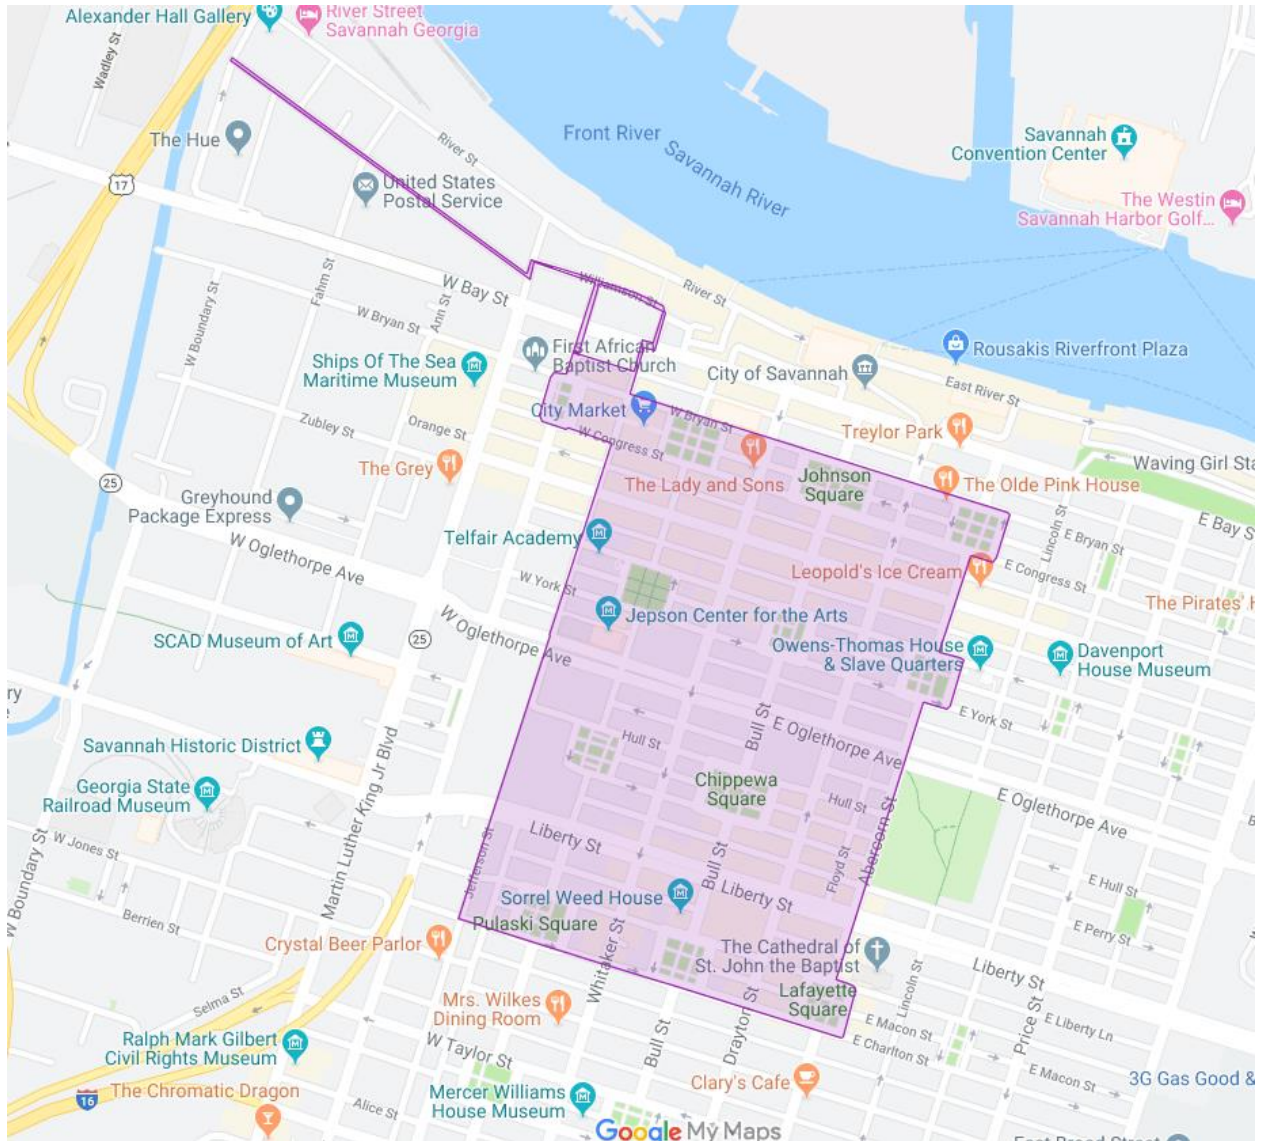 Alexander Hall Gallery
River Street
Savannah Georgia
Wadley St
The Hue
River St
Front River
Savannah River
Savannah
Convention Center
The Westin
Savannah Harbor Golf...
17
United States
Postal Service
W Boundary St
Fahm St
Ann St
W Bay St
W Bryan St
Williamson St
River St
First African
Baptist Church
Ships Of The Sea
Maritime Museum
City of Savannah
Rousakis Riverfront Plaza
East River St
City Market
W Bryan St
W Congress St
Treylor Park
Zubley St
Orange St
The Grey
25
Greyhound
Package Express
The Lady and Sons
Johnson
Square
The Olde Pink House
Waving Girl Sta
E Bay S
Lincoln St
E Bryan St
E Congress St
Telfair Academy
W Oglethorpe Ave
W York St
Leopold's Ice Cream
The Pirates' H
Jepson Center for the Arts
SCAD Museum of Art
25
W Oglethorpe Ave
Owens-Thomas House
& Slave Quarters
Davenport
House Museum
ry
E York St
Savannah Historic District
Hull St
Bull St
E Oglethorpe Ave
Georgia State
Railroad Museum
Martin Luther King Jr Blvd
Chippewa
Square
Hull St
E Oglethorpe Ave
W Jones St
W Boundary St
Jefferson St
Liberty St
Bull St
Floyd St
Abercorn St
E Hull St
Berrien St
Sorrel Weed House
Liberty St
E Perry St
Crystal Beer Parlor
Pulaski Square
Whitaker St
The Cathedral of
St. John the Baptist
Liberty St
Selma St
Mrs. Wilkes
Dining Room
Lafayette
Square
Lincoln St
Price St
Drayton St
E Macon St
E Liberty Ln
Ralph Mark Gilbert
Civil Rights Museum
W Taylor St
Bull St
E Charlton St
The Chromatic Dragon
Mercer Williams
House Museum
Clary's Cafe
E Macon St
3G Gas Good &
16
Alice St
Google My Maps
East Broad Street